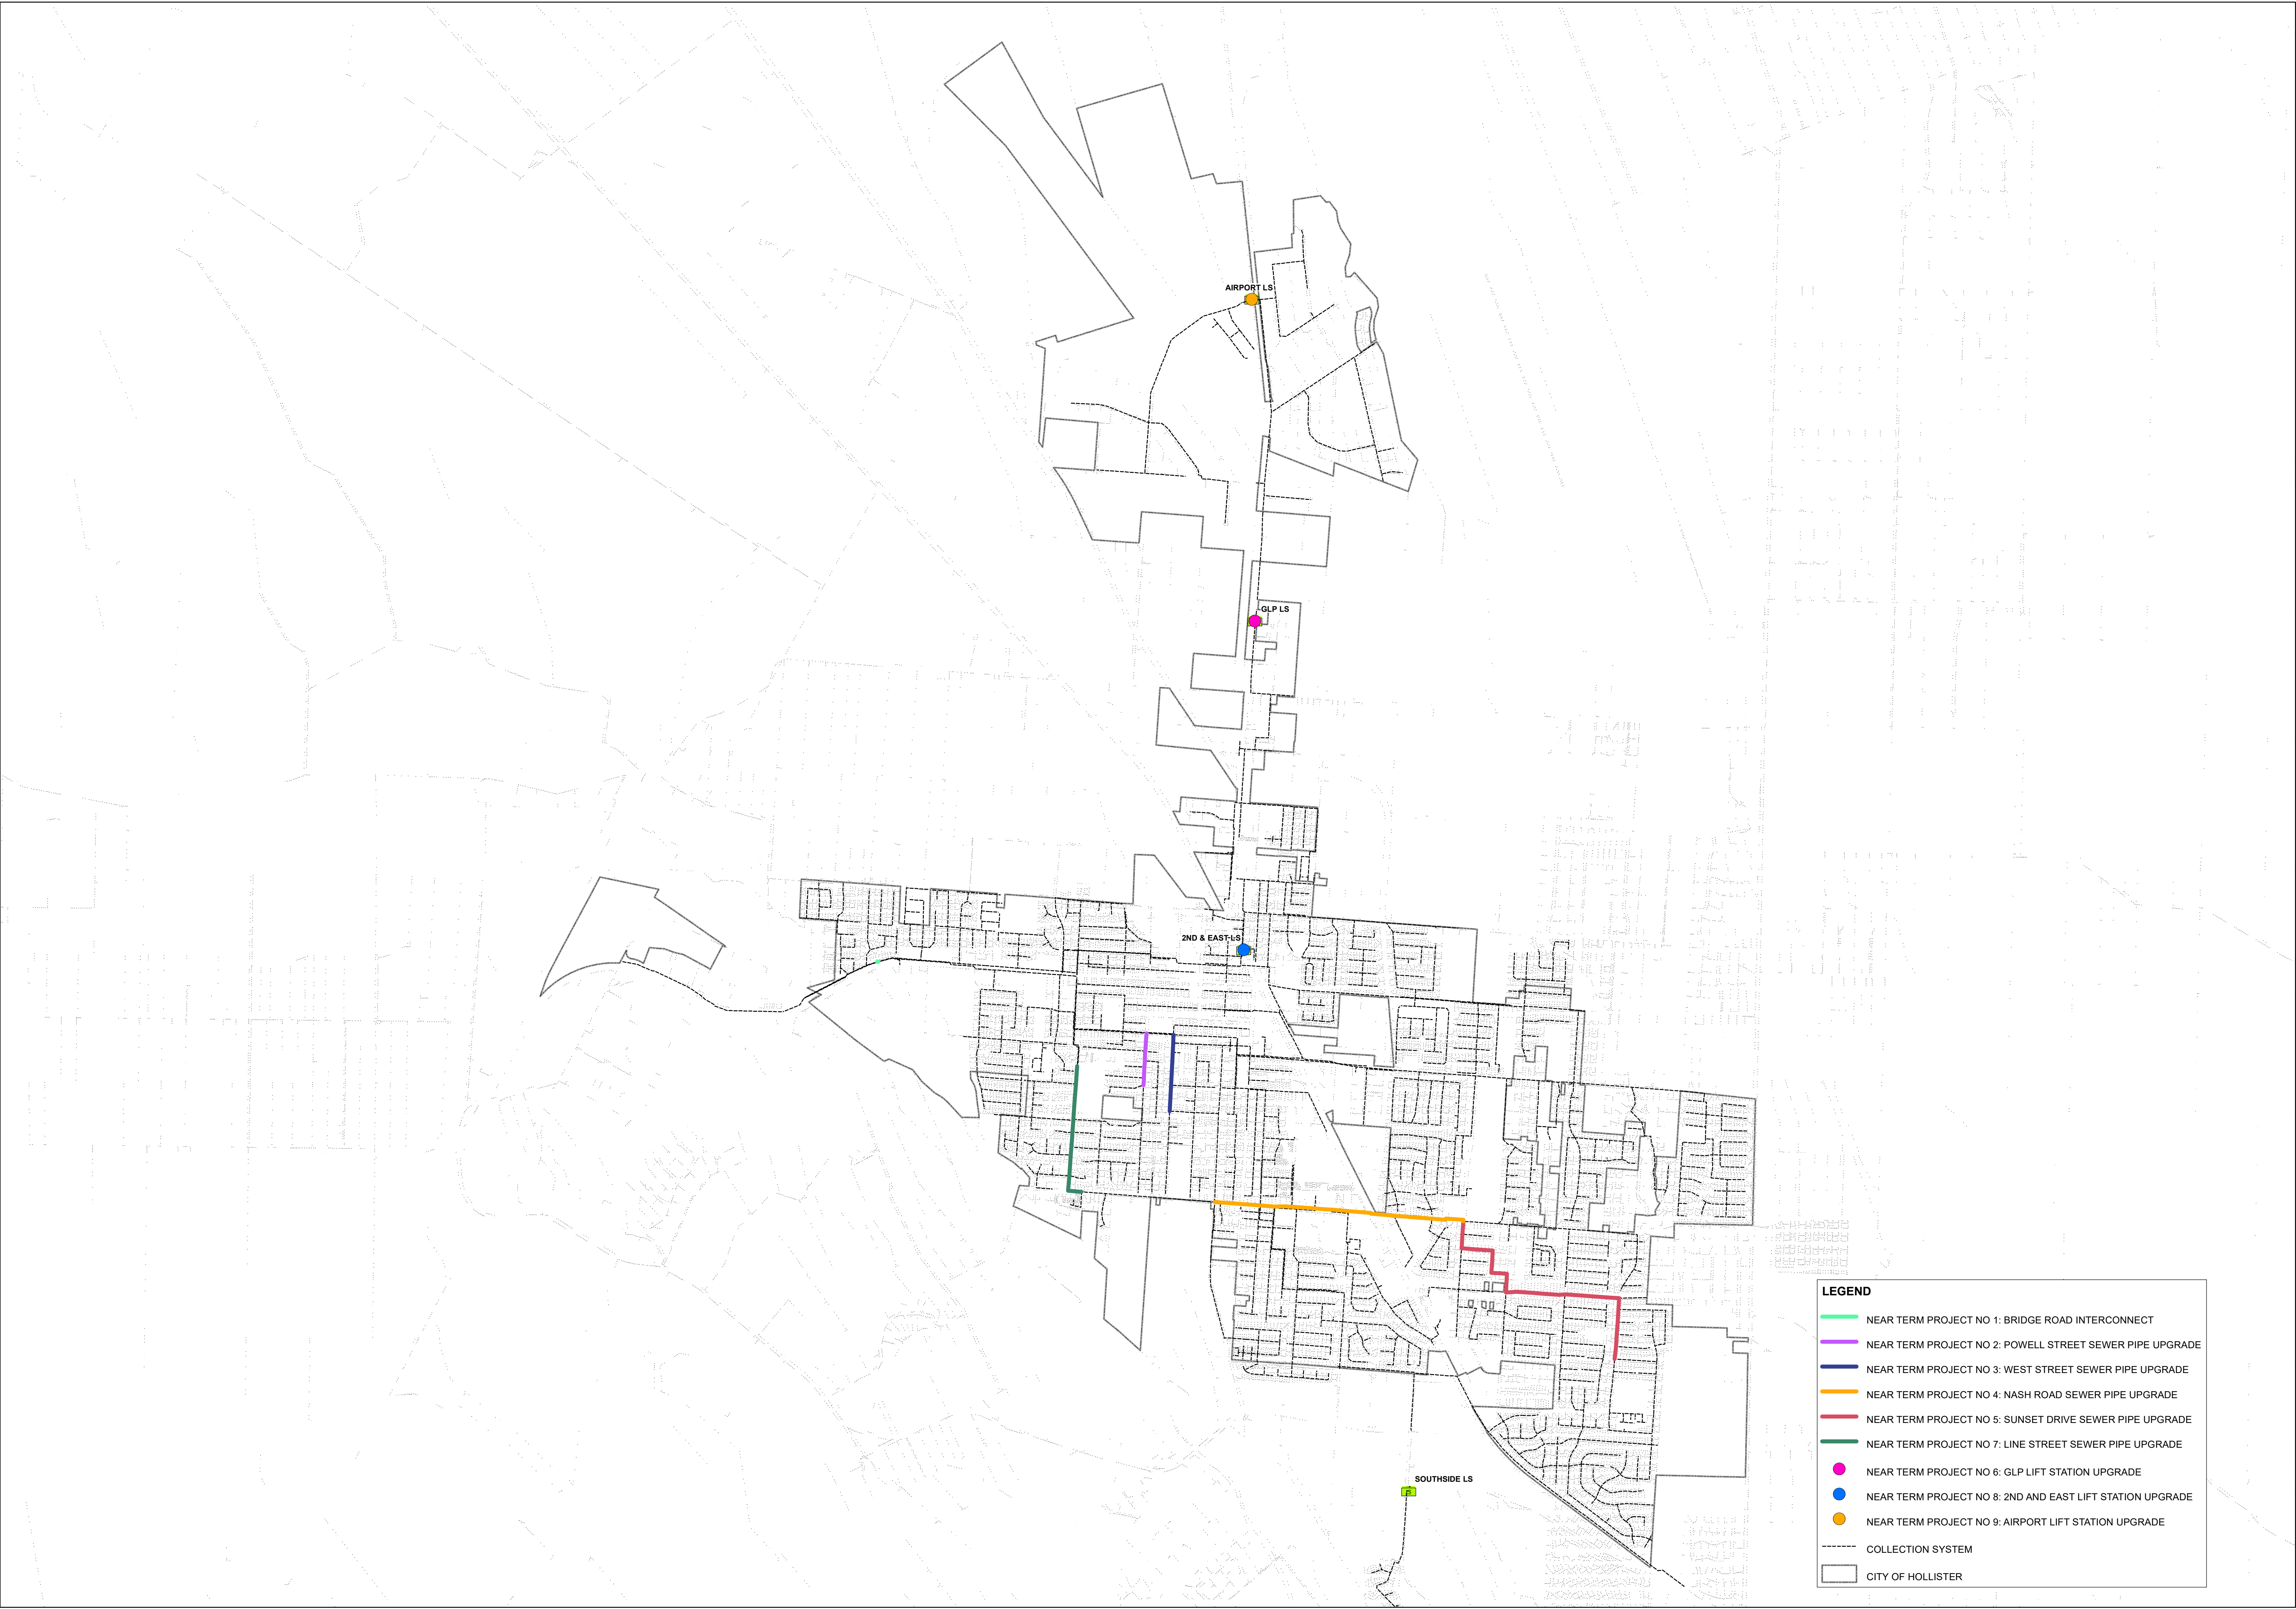 AIRPORT LS
GLP LS
2ND & EAST LS
SOUTHSIDE LS
LEGEND
NEAR TERM PROJECT NO 1: BRIDGE ROAD INTERCONNECT
NEAR TERM PROJECT NO 2: POWELL STREET SEWER PIPE UPGRADE
NEAR TERM PROJECT NO 3: WEST STREET SEWER PIPE UPGRADE
NEAR TERM PROJECT NO 4: NASH ROAD SEWER PIPE UPGRADE
NEAR TERM PROJECT NO 5: SUNSET DRIVE SEWER PIPE UPGRADE
NEAR TERM PROJECT NO 7: LINE STREET SEWER PIPE UPGRADE
NEAR TERM PROJECT NO 6: GLP LIFT STATION UPGRADE
NEAR TERM PROJECT NO 8: 2ND AND EAST LIFT STATION UPGRADE
NEAR TERM PROJECT NO 9: AIRPORT LIFT STATION UPGRADE
COLLECTION SYSTEM
CITY OF HOLLISTER